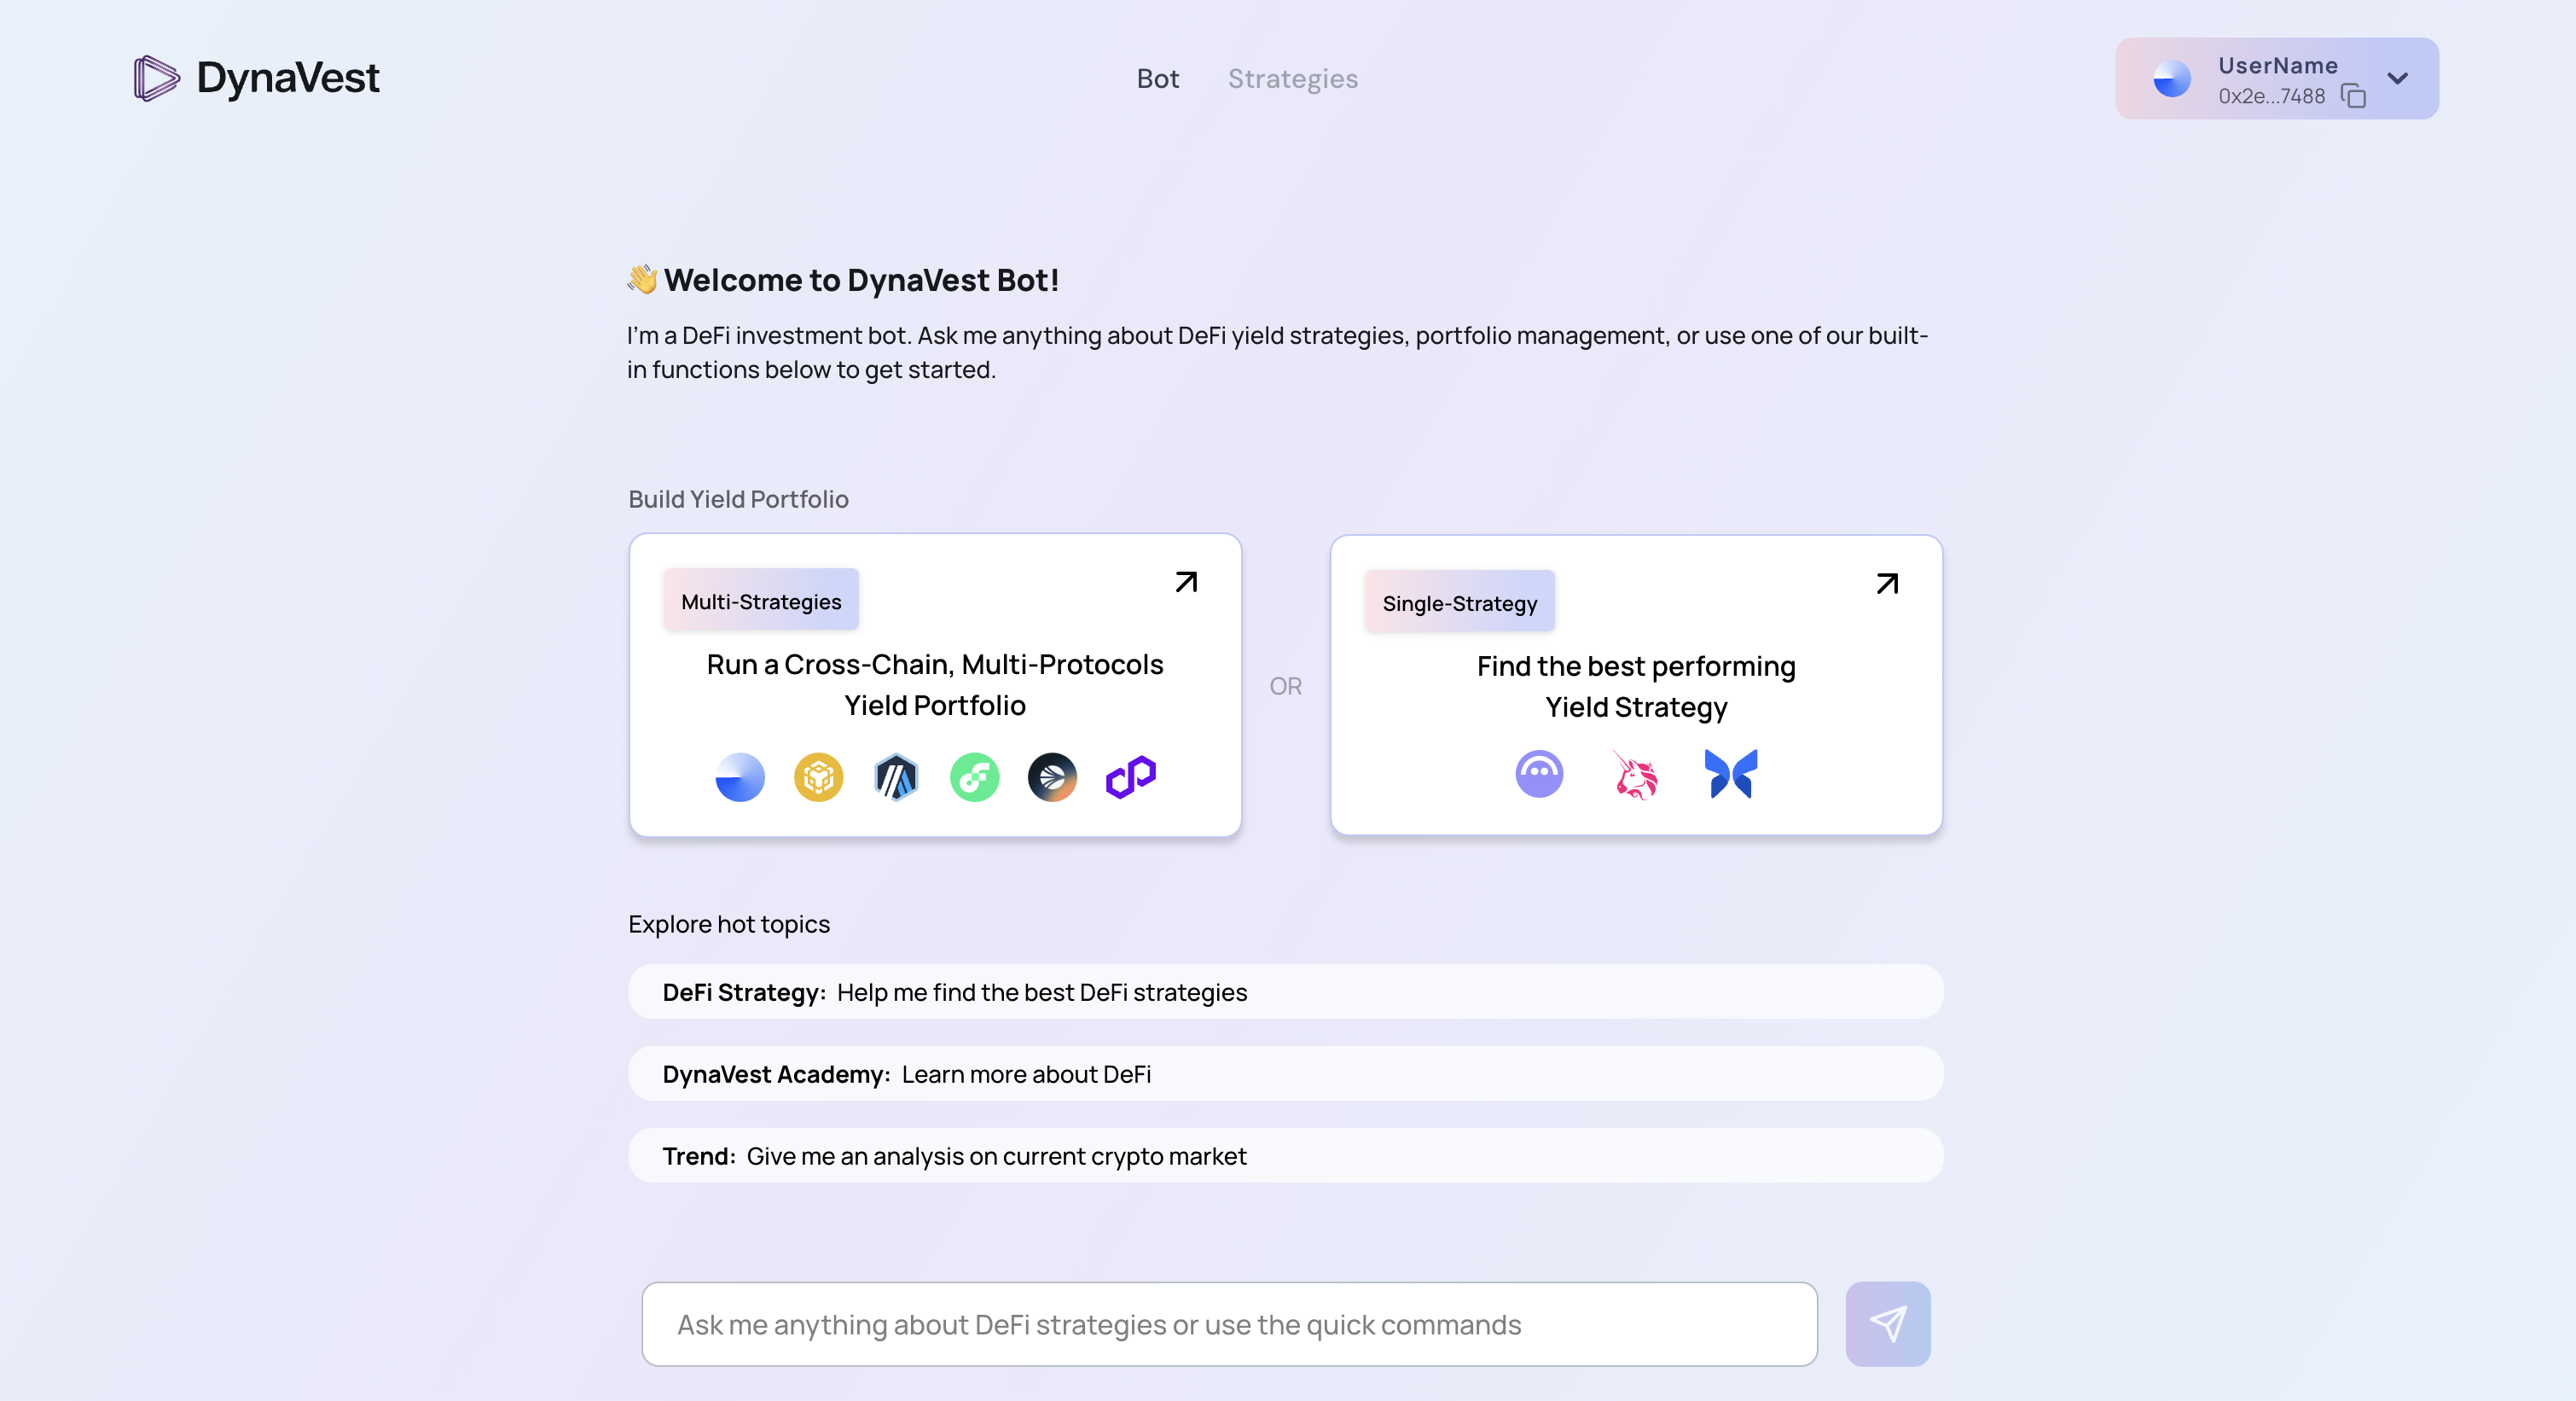 DynaVest
Bot
Strategies
UserName
0x2e...7488
👋 Welcome to DynaVest Bot!
I'm a DeFi investment bot. Ask me anything about DeFi yield strategies, portfolio management, or use one of our built-
in functions below to get started.
Build Yield Portfolio
Multi-Strategies
Run a Cross-Chain, Multi-Protocols
Yield Portfolio
OR
Single-Strategy
Find the best performing
Yield Strategy
Explore hot topics
DeFi Strategy: Help me find the best DeFi strategies
DynaVest Academy: Learn more about DeFi
Trend: Give me an analysis on current crypto market
Ask me anything about DeFi strategies or use the quick commands